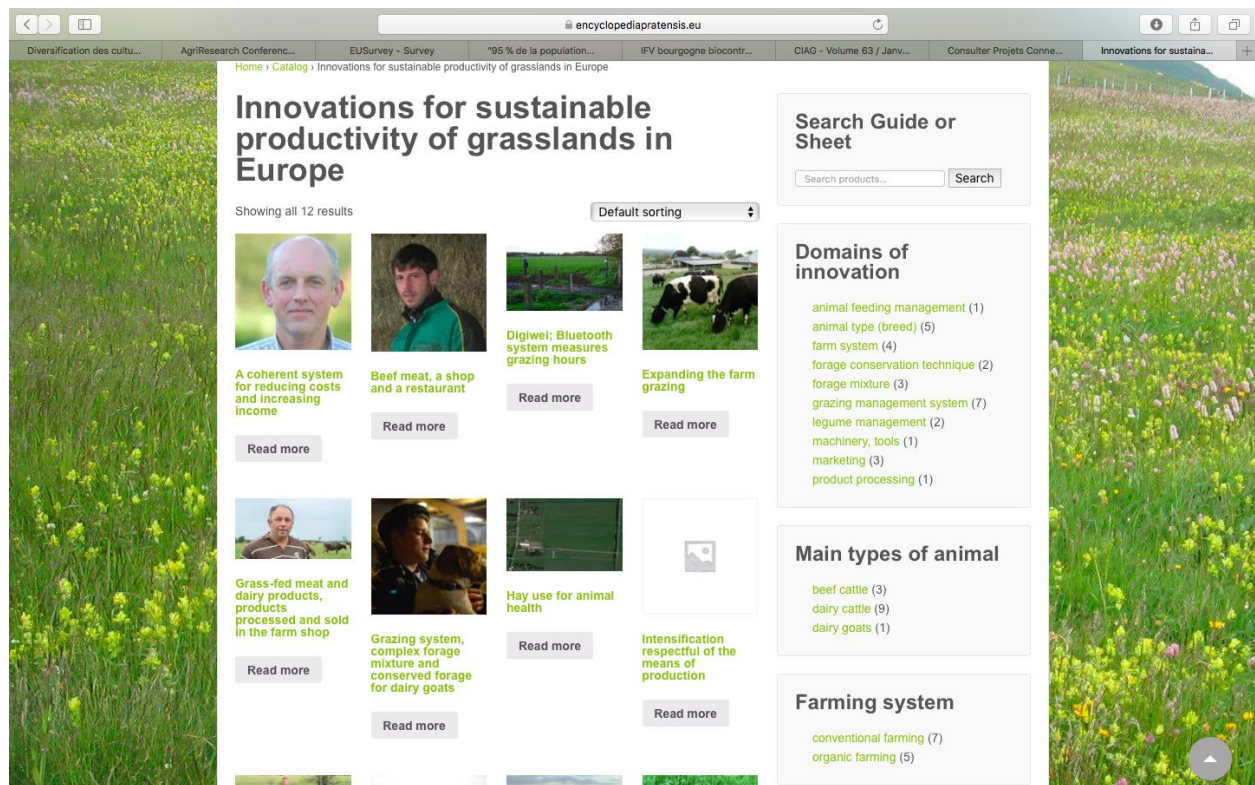 encyclopediapratensis.eu
Diversification des cultu...
AgriResearch Conferenc...
EUSurvey - Survey
"95 % de la population...
IFV bourgogne biocontr...
CIAG - Volume 63 / Janv...
Consulter Projets Conne...
Innovations for sustaina...
Home › Catalog › Innovations for sustainable productivity of grasslands in Europe
Innovations for sustainable
productivity of grasslands in
Europe
Showing all 12 results
Default sorting
A coherent system
for reducing costs
and increasing
income
Read more
Beef meat, a shop
and a restaurant
Read more
Digiwei; Bluetooth
system measures
grazing hours
Read more
Expanding the farm
grazing
Read more
Grass-fed meat and
dairy products,
products
processed and sold
in the farm shop
Read more
Grazing system,
complex forage
mixture and
conserved forage
for dairy goats
Read more
Hay use for animal
health
Read more
Intensification
respectful of the
means of
production
Read more
Search Guide or
Sheet
Search products...
Search
Domains of
innovation
animal feeding management (1)
animal type (breed) (5)
farm system (4)
forage conservation technique (2)
forage mixture (3)
grazing management system (7)
legume management (2)
machinery, tools (1)
marketing (3)
product processing (1)
Main types of animal
beef cattle (3)
dairy cattle (9)
dairy goats (1)
Farming system
conventional farming (7)
organic farming (5)